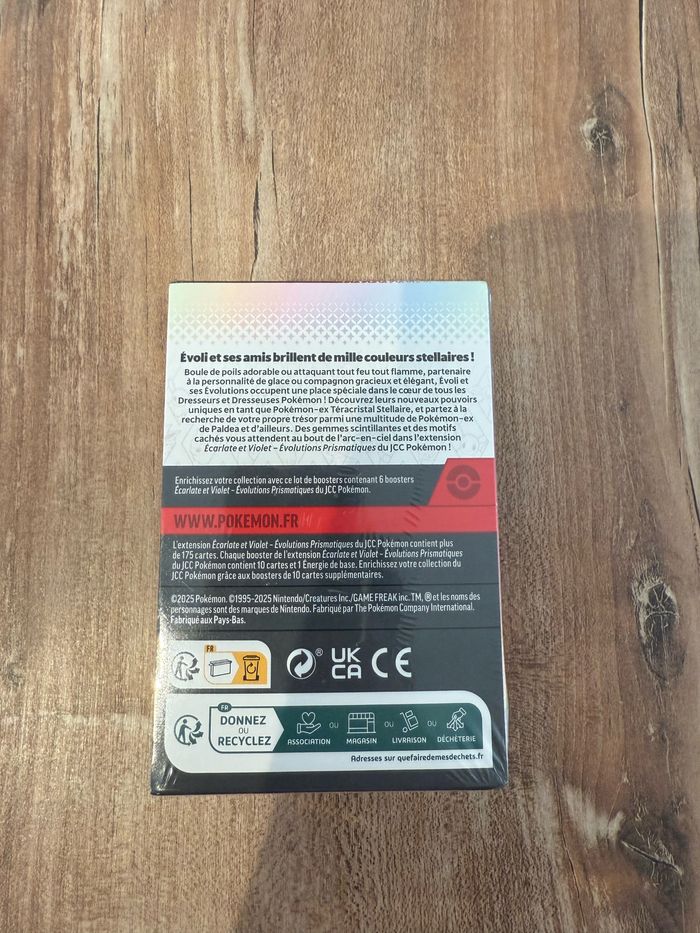 Évoli et ses amis brillent de mille couleurs stellaires !
Boule de poils adorable ou attaquant tout feu tout flamme, partenaire
à la personnalité de glace ou compagnon gracieux et élégant, Évoli et
ses Évolutions occupent une place spéciale dans le cœur de tous les
Dresseurs et Dresseuses Pokémon ! Découvrez leurs nouveaux pouvoirs
uniques en tant que Pokémon-ex Téracristal Stellaire, et partez à la
recherche de votre propre trésor parmi une multitude de Pokémon-ex
de Paldea et d'ailleurs. Des gemmes scintillantes et des motifs
cachés vous attendent au bout de l'arc-en-ciel dans l'extension
Écarlate et Violet – Évolutions Prismatiques du JCC Pokémon !
Enrichissez votre collection avec ce lot de boosters contenant 6 boosters
Écarlate et Violet – Évolutions Prismatiques du JCC Pokémon.
WWW.POKEMON.FR
L'extension Écarlate et Violet – Évolutions Prismatiques du JCC Pokémon contient plus
de 175 cartes. Chaque booster de l'extension Écarlate et Violet – Évolutions Prismatiques
du JCC Pokémon contient 10 cartes et 1 Énergie de base. Enrichissez votre collection du
JCC Pokémon grâce aux boosters de 10 cartes supplémentaires.
©2025 Pokémon. ©1995-2025 Nintendo/Creatures Inc./GAME FREAK inc. TM, ® et les noms des
personnages sont des marques de Nintendo. Fabriqué par The Pokémon Company International.
Fabriqué aux Pays-Bas.
FR
® UK CA CE
FR
DONNEZ
OU
RECYCLEZ
ASSOCIATION OU MAGASIN OU LIVRAISON OU DÉCHÈTERIE
Adresses sur quefairedemesdechets.fr